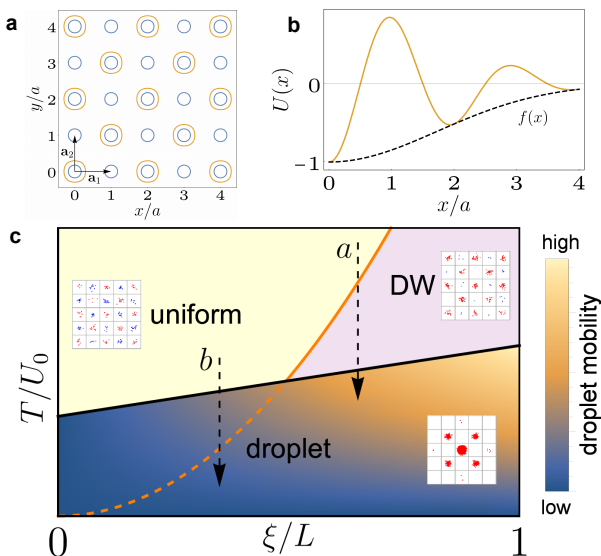 a
y/a
4
3
2
1
0
a₂
a₁
0 1 2 3 4
x/a
b
U(x)
0
−1
f(x)
0 1 2 3 4
x/a
c
T/U₀
uniform
a
DW
b
droplet
0
ξ/L
1
high
droplet mobility
low